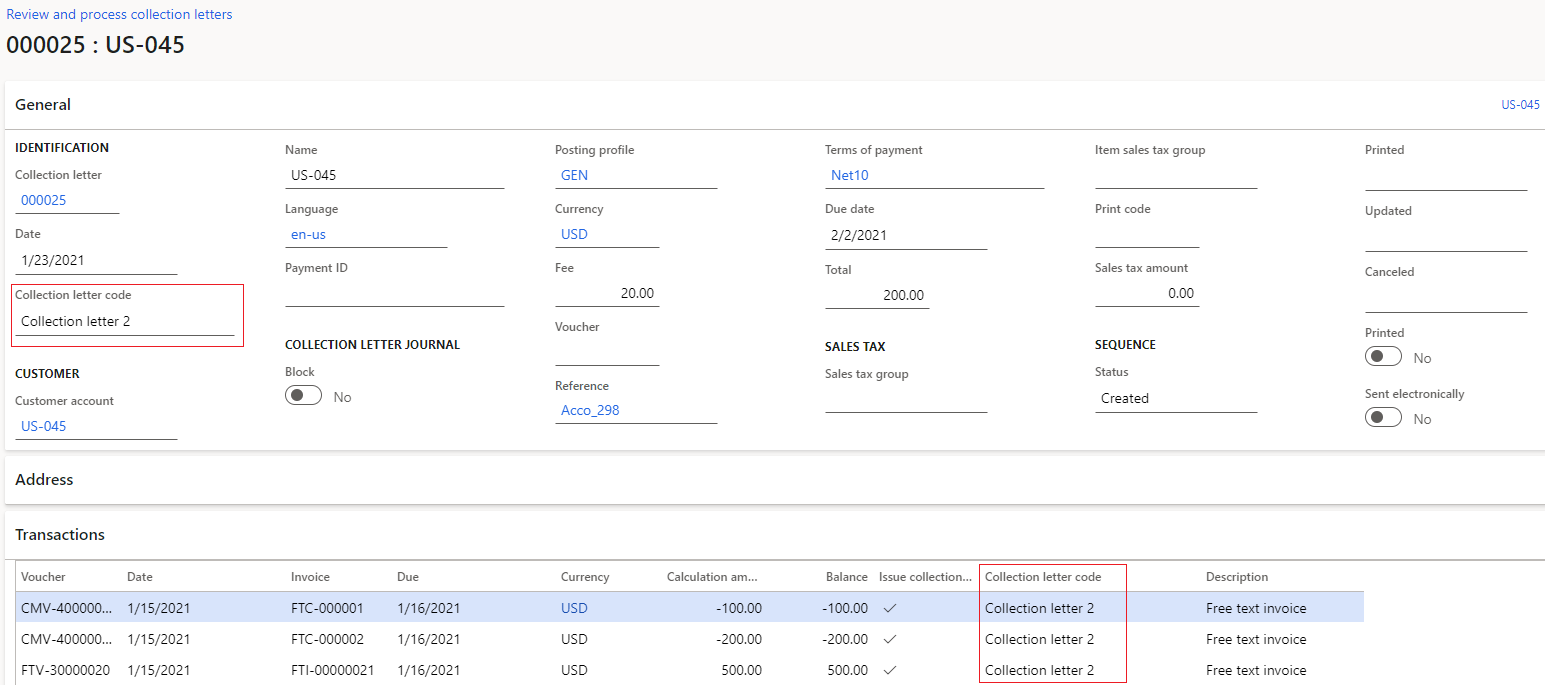 Review and process collection letters
000025 : US-045
General
US-045
IDENTIFICATION
Collection letter
000025
Date
1/23/2021
Collection letter code
Collection letter 2
CUSTOMER
Customer account
US-045
Name
US-045
Language
en-us
Payment ID
COLLECTION LETTER JOURNAL
Block
No
Posting profile
GEN
Currency
USD
Fee
20.00
Voucher
Reference
Acco_298
Terms of payment
Net10
Due date
2/2/2021
Total
200.00
SALES TAX
Sales tax group
Item sales tax group
Print code
Sales tax amount
0.00
SEQUENCE
Status
Created
Printed
Updated
Canceled
Printed
No
Sent electronically
No
Address
Transactions
Voucher Date Invoice Due Currency Calculation am... Balance Issue collection... Collection letter code Description
CMV-400000... 1/15/2021 FTC-000001 1/16/2021 USD -100.00 -100.00 ✓ Collection letter 2 Free text invoice
CMV-400000... 1/15/2021 FTC-000002 1/16/2021 USD -200.00 -200.00 ✓ Collection letter 2 Free text invoice
FTV-30000020 1/15/2021 FTI-00000021 1/16/2021 USD 500.00 500.00 ✓ Collection letter 2 Free text invoice